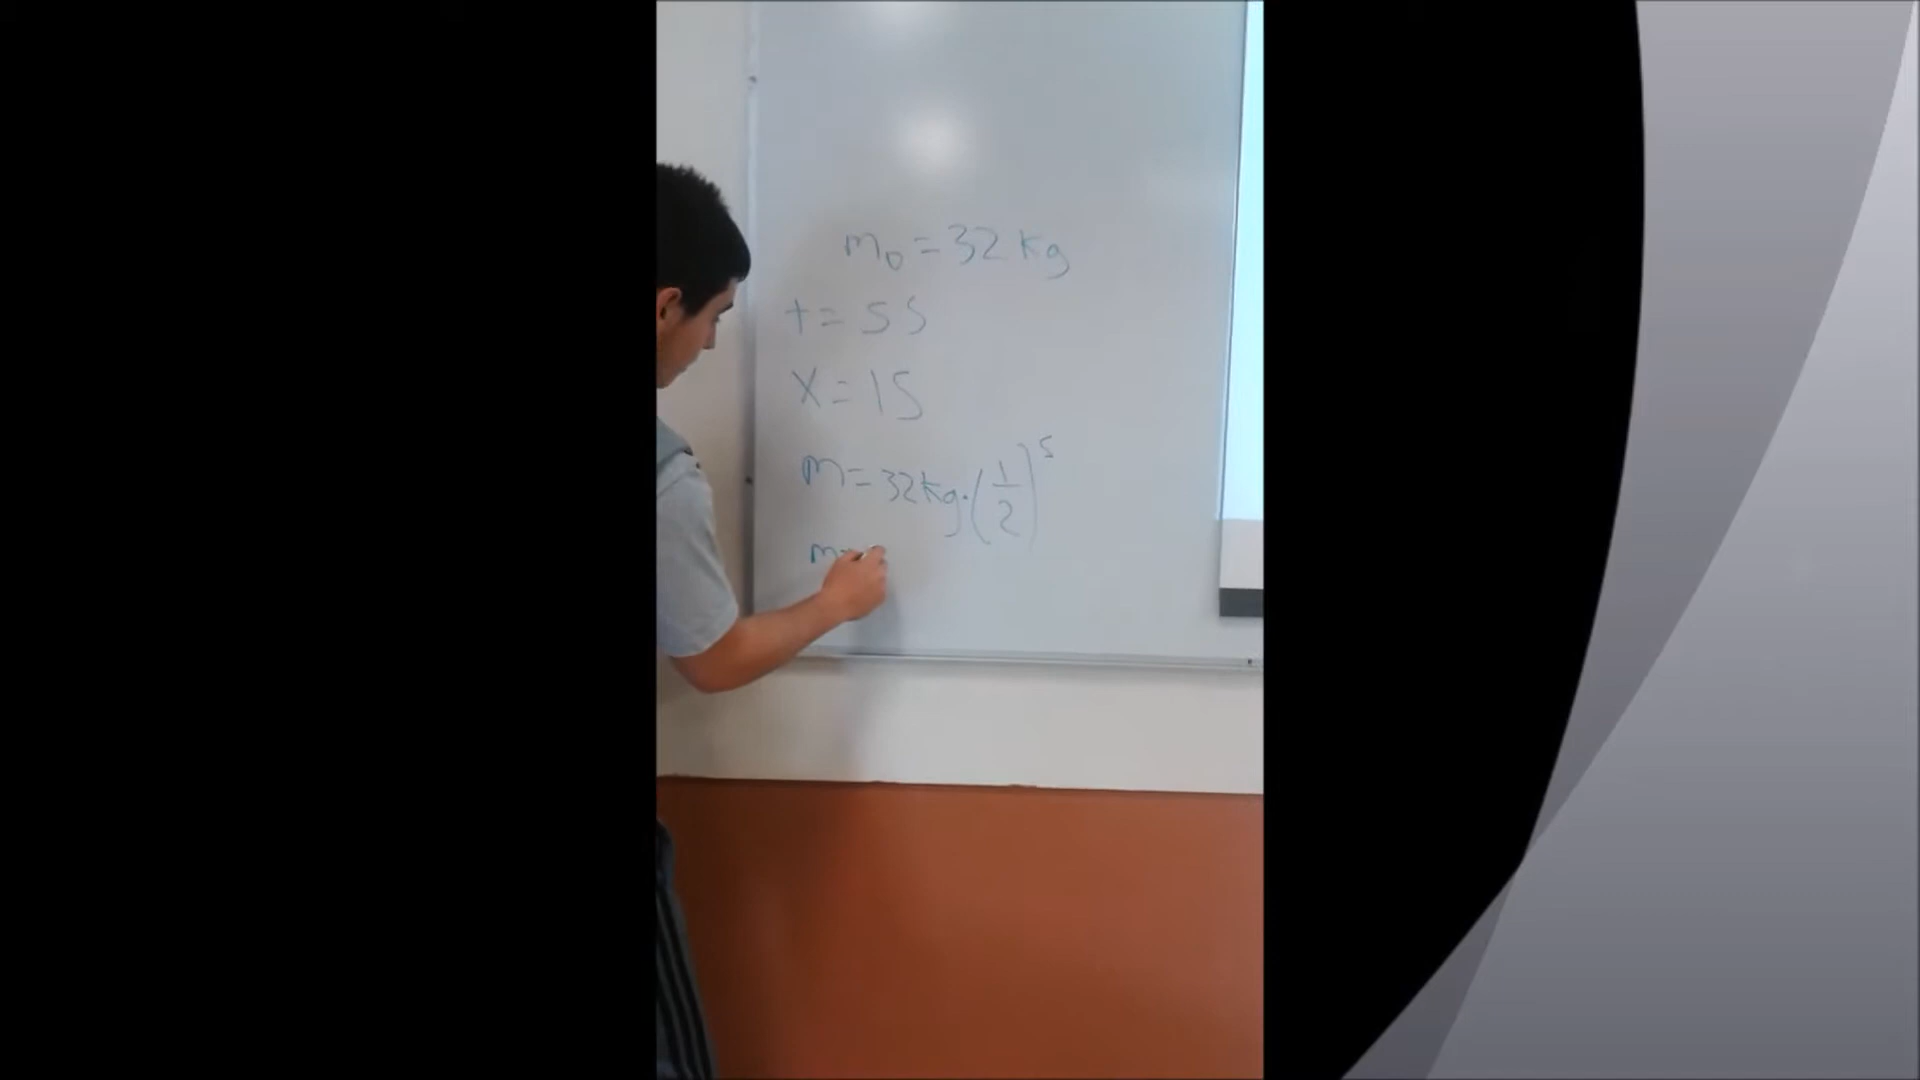 m₀ = 32 kg
t = 5 s
x = 1 s
m = 32 kg · (1/2)⁵
m =